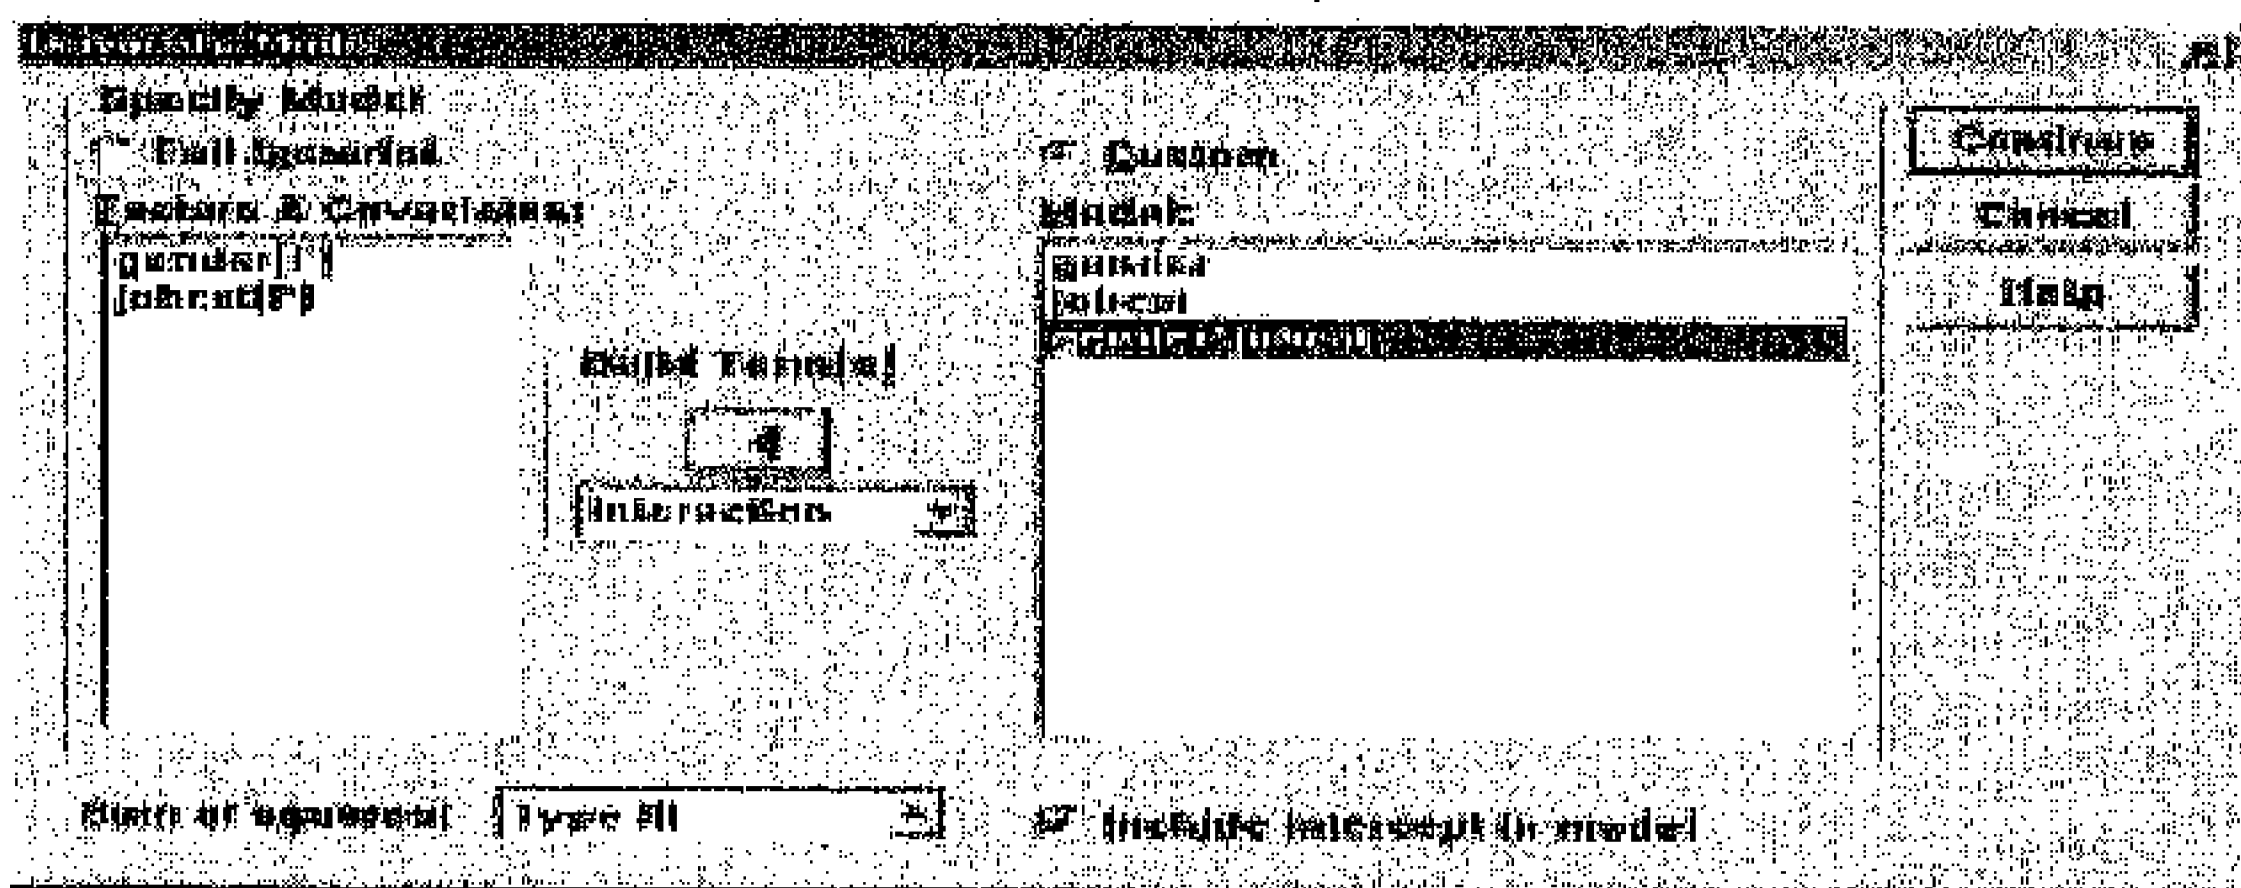 Specify Model
Full factorial
Custom
Factors & Covariates:
Model:
gender(F)
jobcat(F)
gender
jobcat
Build Term(s)
Interaction
Sum of squares:
Type III
Include intercept in model
Continue
Cancel
Help